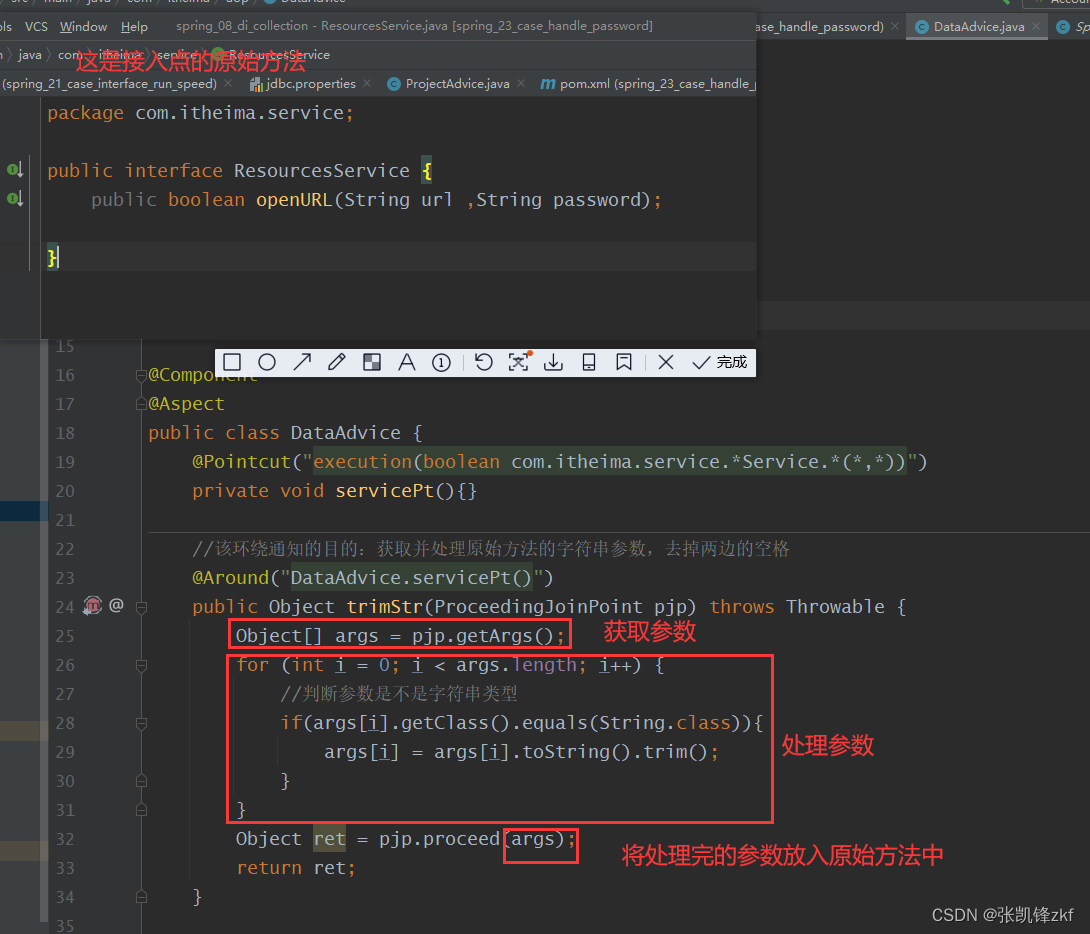 ols VCS Window Help spring_08_di_collection - ResourcesService.java [spring_23_case_handle_password]
java com itheima service ResourcesService
这是接入点的原始方法
ase_handle_password) DataAdvice.java
(spring_21_case_interface_run_speed) jdbc.properties ProjectAdvice.java pom.xml (spring_23_case_handle_
package com.itheima.service;
public interface ResourcesService {
public boolean openURL(String url ,String password);
}
完成
15
16 @Component
17 @Aspect
18 public class DataAdvice {
19 @Pointcut("execution(boolean com.itheima.service.*Service.*(*,*))")
20 private void servicePt(){}
21
22 //该环绕通知的目的：获取并处理原始方法的字符串参数，去掉两边的空格
23 @Around("DataAdvice.servicePt()")
24 public Object trimStr(ProceedingJoinPoint pjp) throws Throwable {
25 Object[] args = pjp.getArgs(); 获取参数
26 for (int i = 0; i < args.length; i++) {
27 //判断参数是不是字符串类型
28 if(args[i].getClass().equals(String.class)){
29 args[i] = args[i].toString().trim(); 处理参数
30 }
31 }
32 Object ret = pjp.proceed(args); 将处理完的参数放入原始方法中
33 return ret;
34 }
35
CSDN @张凯锋zkf